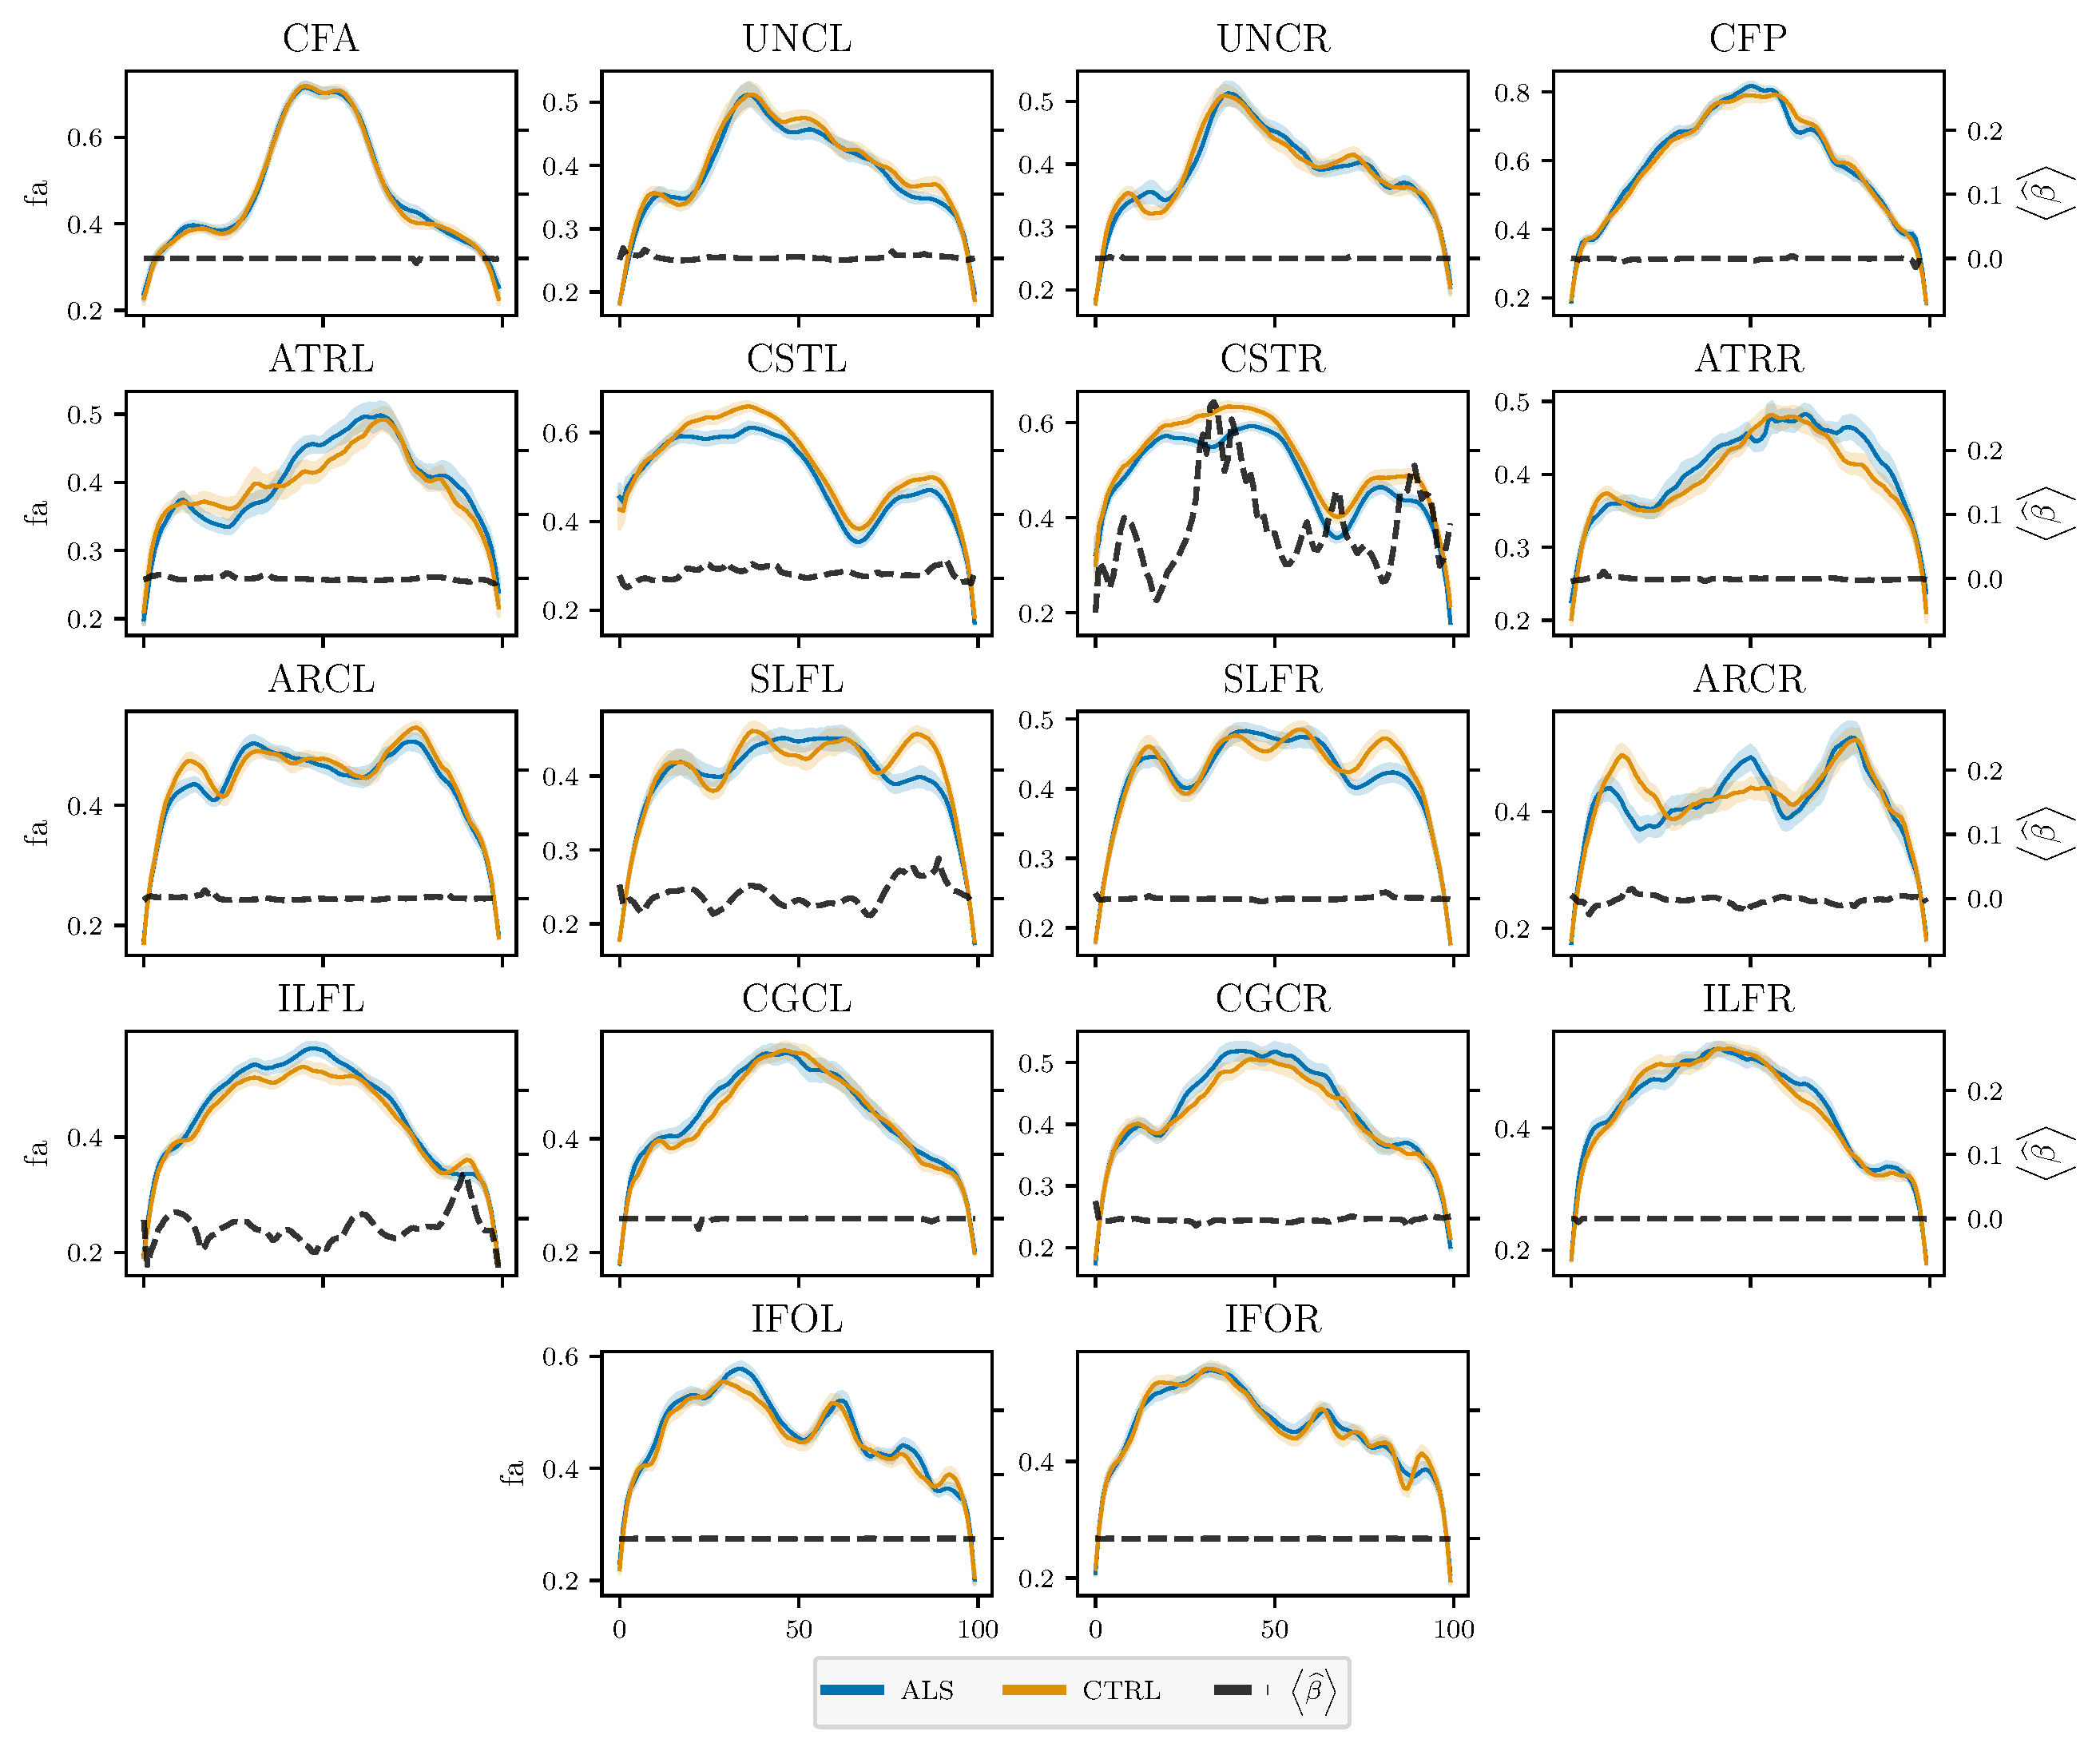 CFA UNCL UNCR CFP
fa 0.6 0.4 0.2
0.5 0.4 0.3 0.2
0.5 0.4 0.3 0.2
0.8 0.6 0.4 0.2
0.2 0.1 0.0 ⟨β̂⟩
ATRL CSTL CSTR ATRR
fa 0.5 0.4 0.3 0.2
0.6 0.4 0.2
0.6 0.4 0.2
0.5 0.4 0.3 0.2
0.2 0.1 0.0 ⟨β̂⟩
ARCL SLFL SLFR ARCR
fa 0.4 0.2
0.4 0.3 0.2
0.5 0.4 0.3 0.2
0.4 0.2
0.2 0.1 0.0 ⟨β̂⟩
ILFL CGCL CGCR ILFR
fa 0.4 0.2
0.4 0.2
0.5 0.4 0.3 0.2
0.4 0.2
0.2 0.1 0.0 ⟨β̂⟩
IFOL IFOR
fa 0.6 0.4 0.2
0.4 0.2
0 50 100 0 50 100
ALS CTRL ⟨β̂⟩